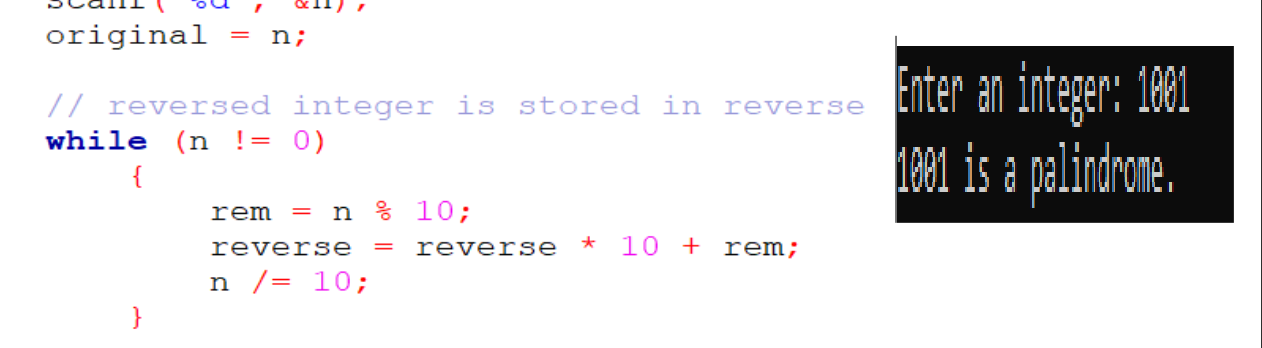 scanf("%d", &n);
original = n;
// reversed integer is stored in reverse
while (n != 0)
{
rem = n % 10;
reverse = reverse * 10 + rem;
n /= 10;
}
Enter an integer: 1001
1001 is a palindrome.